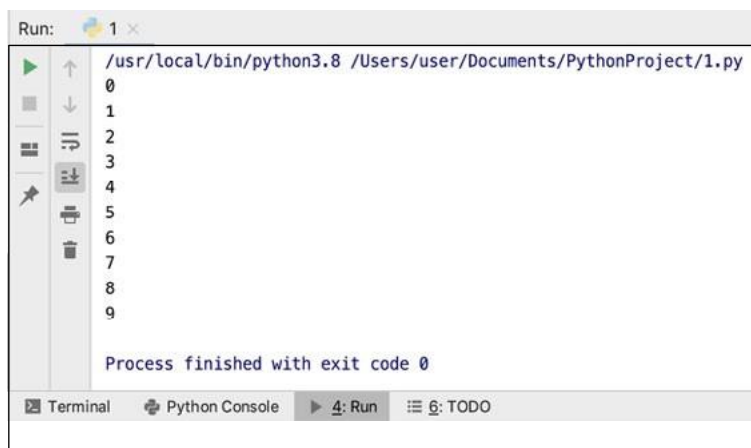 Run: 1
/usr/local/bin/python3.8 /Users/user/Documents/PythonProject/1.py
0
1
2
3
4
5
6
7
8
9
Process finished with exit code 0
Terminal Python Console 4: Run 6: TODO